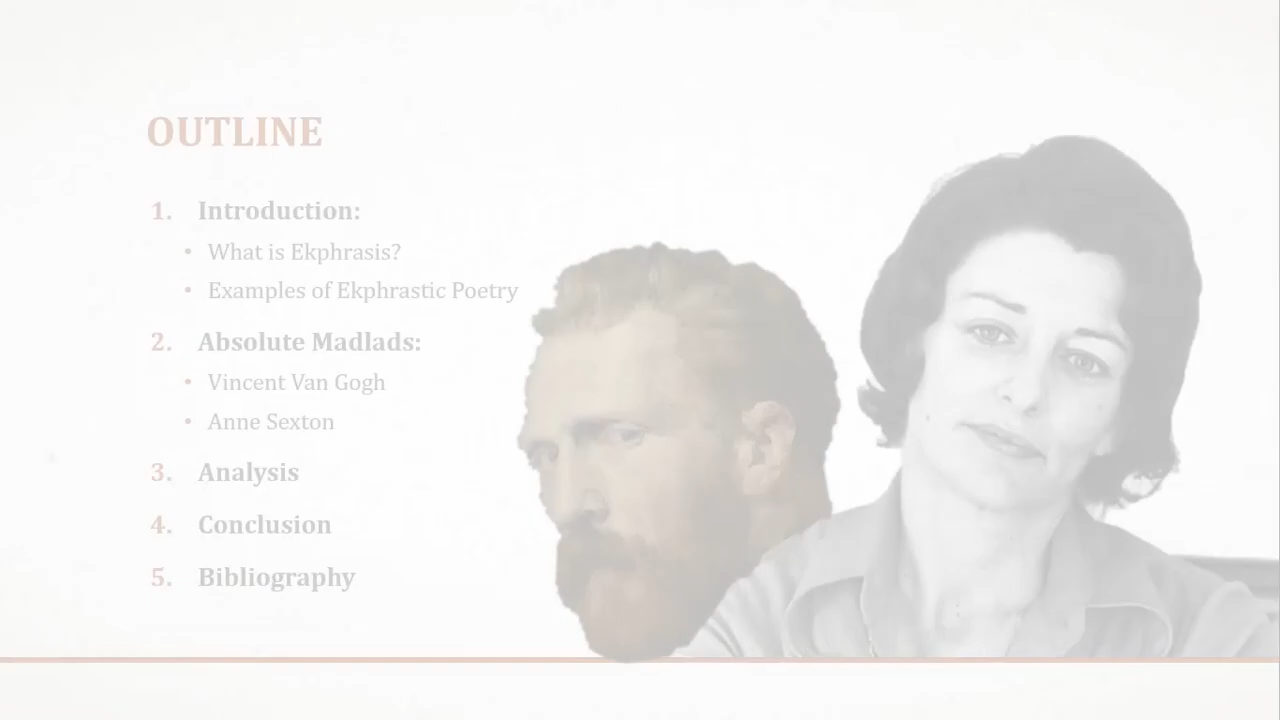 OUTLINE
1. Introduction:
• What is Ekphrasis?
• Examples of Ekphrastic Poetry
2. Absolute Madlads:
• Vincent Van Gogh
• Anne Sexton
3. Analysis
4. Conclusion
5. Bibliography